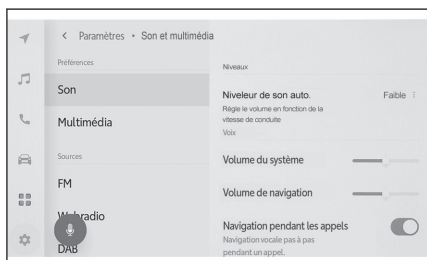 < Paramètres • Son et multimédia
Préférences
Son
Multimédia
Sources
FM
Webradio
DAB
Niveaux
Niveleur de son auto.
Faible
Règle le volume en fonction de la
vitesse de conduite
Voix
Volume du système
Volume de navigation
Navigation pendant les appels
Navigation vocale pas à pas
pendant un appel.